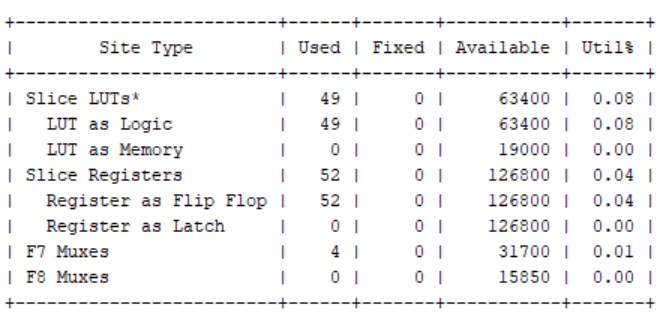 +----------------------------+------+-------+-----------+-------+
|          Site Type         | Used | Fixed | Available | Util% |
+----------------------------+------+-------+-----------+-------+
| Slice LUTs*                |   49 |     0 |     63400 |  0.08 |
|   LUT as Logic             |   49 |     0 |     63400 |  0.08 |
|   LUT as Memory            |    0 |     0 |     19000 |  0.00 |
| Slice Registers            |   52 |     0 |    126800 |  0.04 |
|   Register as Flip Flop    |   52 |     0 |    126800 |  0.04 |
|   Register as Latch        |    0 |     0 |    126800 |  0.00 |
| F7 Muxes                   |    4 |     0 |     31700 |  0.01 |
| F8 Muxes                   |    0 |     0 |     15850 |  0.00 |
+----------------------------+------+-------+-----------+-------+